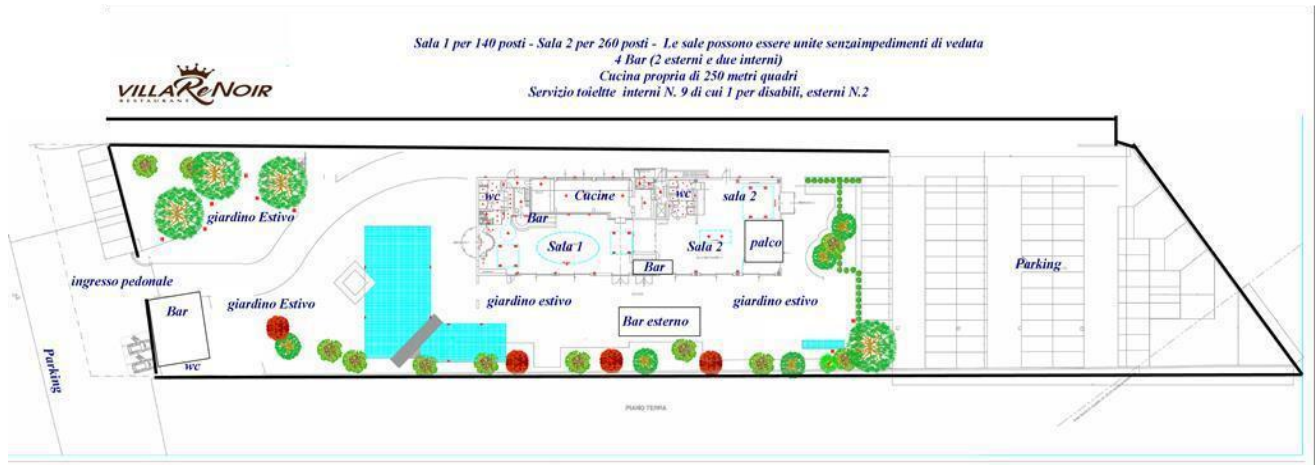 Sala 1 per 140 posti - Sala 2 per 260 posti - Le sale possono essere unite senzaimpedimenti di veduta
4 Bar (2 esterni e due interni)
Cucina propria di 250 metri quadri
Servizio toieltte interni N. 9 di cui 1 per disabili, esterni N.2
VILLA ReNOIR
RESTAURANT
wc
Cucine
wc
sala 2
giardino Estivo
Bar
Sala 1
Sala 2
palco
Bar
Parking
ingresso pedonale
giardino Estivo
giardino estivo
giardino estivo
Bar
Bar esterno
Parking
wc
PIANO TERRA